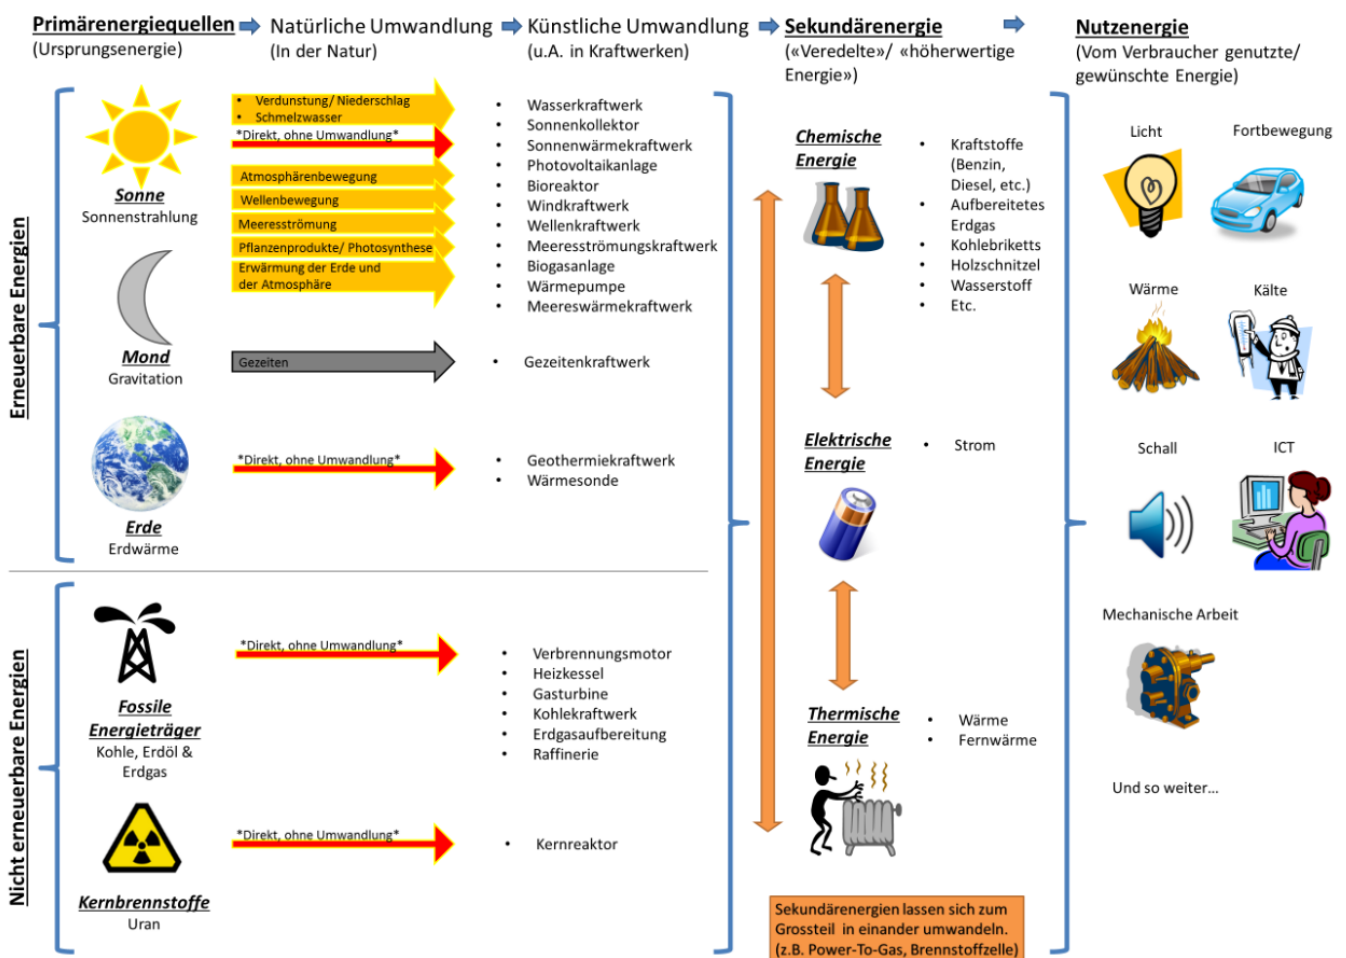 Primärenergiequellen
(Ursprungsenergie)
Natürliche Umwandlung
(In der Natur)
Künstliche Umwandlung
(u.A. in Kraftwerken)
Sekundärenergie
(«Veredelte»/ «höherwertige
Energie»)
Nutzenergie
(Vom Verbraucher genutzte/
gewünschte Energie)
Erneuerbare Energien
Sonne
Sonnenstrahlung
• Verdunstung/ Niederschlag
• Schmelzwasser
*Direkt, ohne Umwandlung*
Atmosphärenbewegung
Wellenbewegung
Meeresströmung
Pflanzenprodukte/ Photosynthese
Erwärmung der Erde und
der Atmosphäre
• Wasserkraftwerk
• Sonnenkollektor
• Sonnenwärmekraftwerk
• Photovoltaikanlage
• Bioreaktor
• Windkraftwerk
• Wellenkraftwerk
• Meeresströmungskraftwerk
• Biogasanlage
• Wärmepumpe
• Meereswärmekraftwerk
Mond
Gravitation
Gezeiten
• Gezeitenkraftwerk
Erde
Erdwärme
*Direkt, ohne Umwandlung*
• Geothermiekraftwerk
• Wärmesonde
Nicht erneuerbare Energien
Fossile
Energieträger
Kohle, Erdöl &
Erdgas
*Direkt, ohne Umwandlung*
• Verbrennungsmotor
• Heizkessel
• Gasturbine
• Kohlekraftwerk
• Erdgasaufbereitung
• Raffinerie
Kernbrennstoffe
Uran
*Direkt, ohne Umwandlung*
• Kernreaktor
Chemische
Energie
• Kraftstoffe
(Benzin,
Diesel, etc.)
• Aufbereitetes
Erdgas
• Kohlebriketts
• Holzschnitzel
• Wasserstoff
• Etc.
Elektrische
Energie
• Strom
Thermische
Energie
• Wärme
• Fernwärme
Sekundärenergien lassen sich zum
Grossteil in einander umwandeln.
(z.B. Power-To-Gas, Brennstoffzelle)
Licht
Fortbewegung
Wärme
Kälte
Schall
ICT
Mechanische Arbeit
Und so weiter…